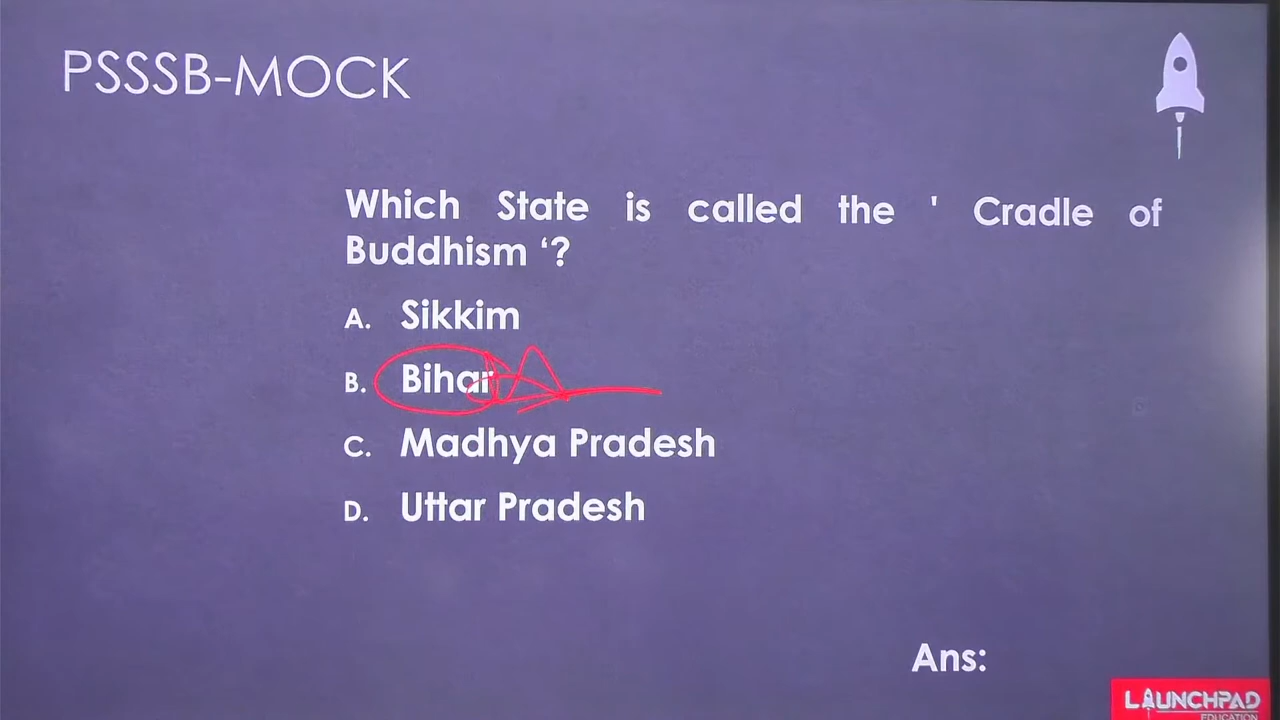 PSSSB-MOCK
Which State is called the ' Cradle of
Buddhism ‘?
A. Sikkim
B. Bihar
C. Madhya Pradesh
D. Uttar Pradesh
Ans:
LAUNCHPAD
EDUCATION